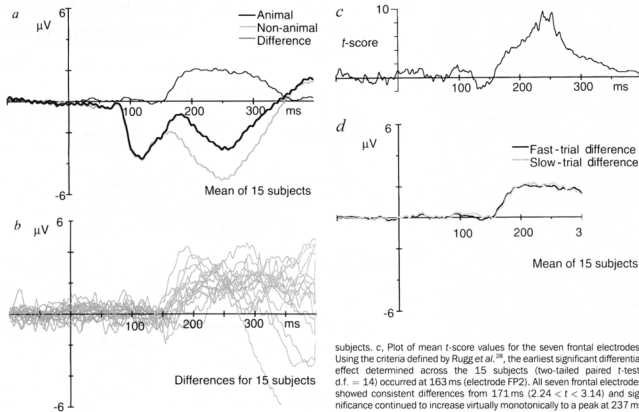 a
6
μV
Animal
Non-animal
Difference
100
200
300
ms
-6
Mean of 15 subjects
b
6
μV
100
200
300
ms
-6
Differences for 15 subjects
c
10
t-score
100
200
300
ms
d
6
μV
Fast-trial difference
Slow-trial difference
100
200
3
-6
Mean of 15 subjects
subjects. c, Plot of mean t-score values for the seven frontal electrodes
Using the criteria defined by Rugg et al.28, the earliest significant differentia
effect determined across the 15 subjects (two-tailed paired t-test
d.f. = 14) occurred at 163 ms (electrode FP2). All seven frontal electrode
showed consistent differences from 171 ms (2.24 < t < 3.14) and sig
nificance continued to increase virtually monotonically to a peak at 237 m